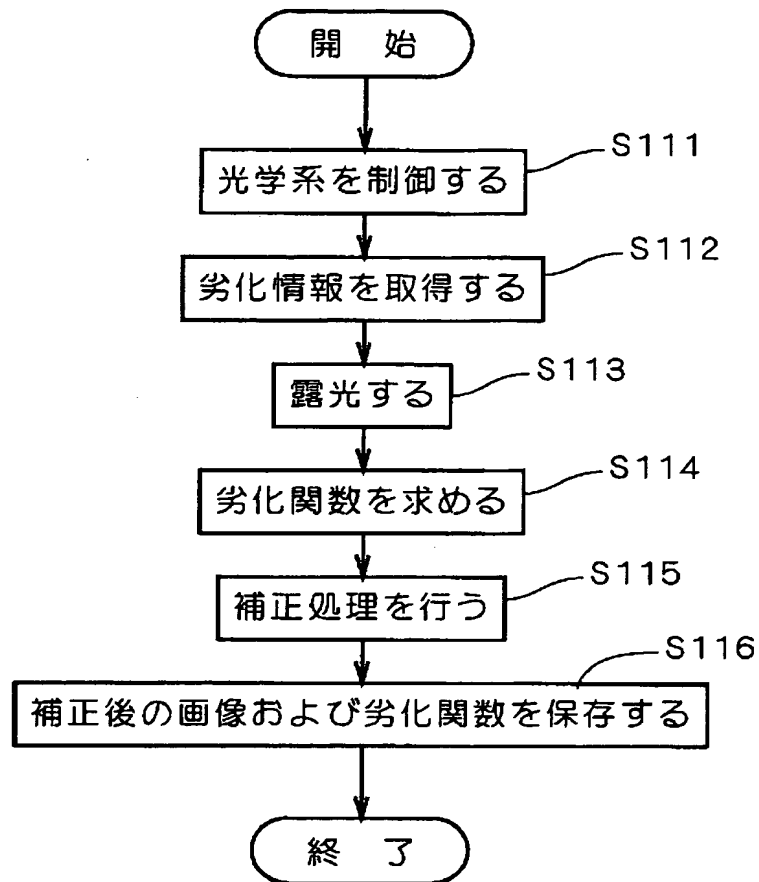 開 始
S111
光学系を制御する
S112
劣化情報を取得する
S113
露光する
S114
劣化関数を求める
S115
補正処理を行う
S116
補正後の画像および劣化関数を保存する
終 了